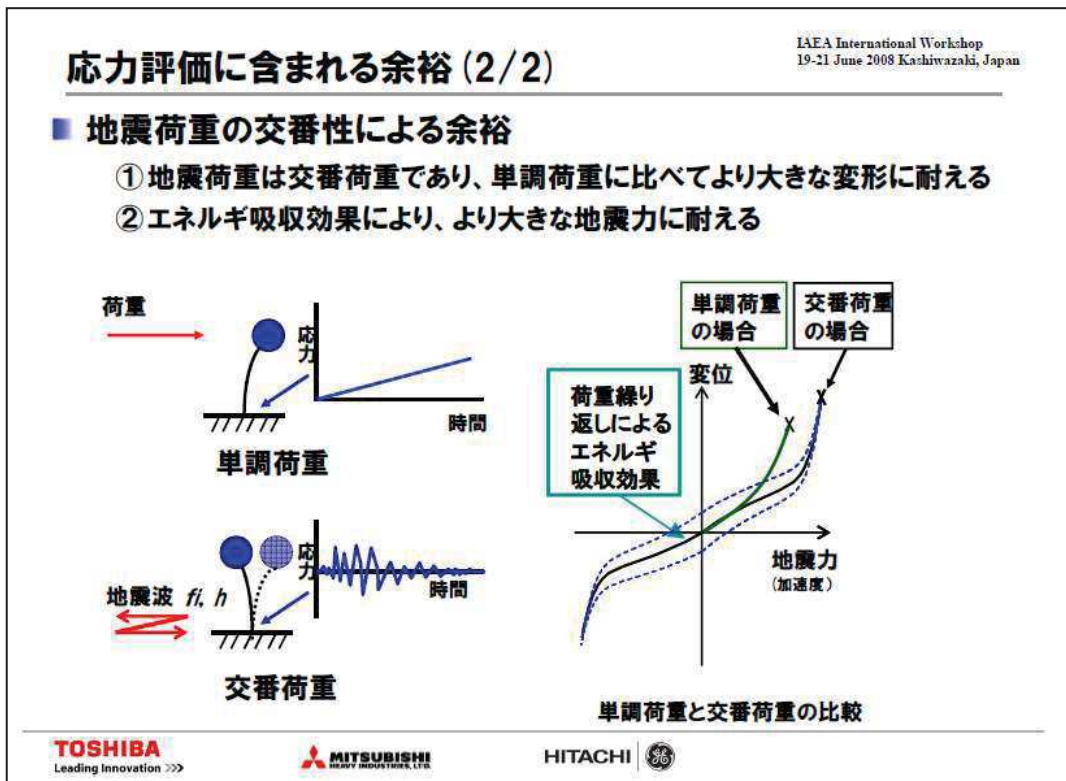 応力評価に含まれる余裕(2/2)
IAEA International Workshop
19-21 June 2008 Kashiwazaki, Japan
地震荷重の交番性による余裕
①地震荷重は交番荷重であり、単調荷重に比べてより大きな変形に耐える
②エネルギ吸収効果により、より大きな地震力に耐える
荷重
応力
時間
単調荷重
地震波 fi, h
応力
時間
交番荷重
単調荷重
の場合
交番荷重
の場合
変位
荷重繰り
返しによる
エネルギ
吸収効果
地震力
(加速度)
単調荷重と交番荷重の比較
TOSHIBA
Leading Innovation >>>
MITSUBISHI
HEAVY INDUSTRIES, LTD.
HITACHI